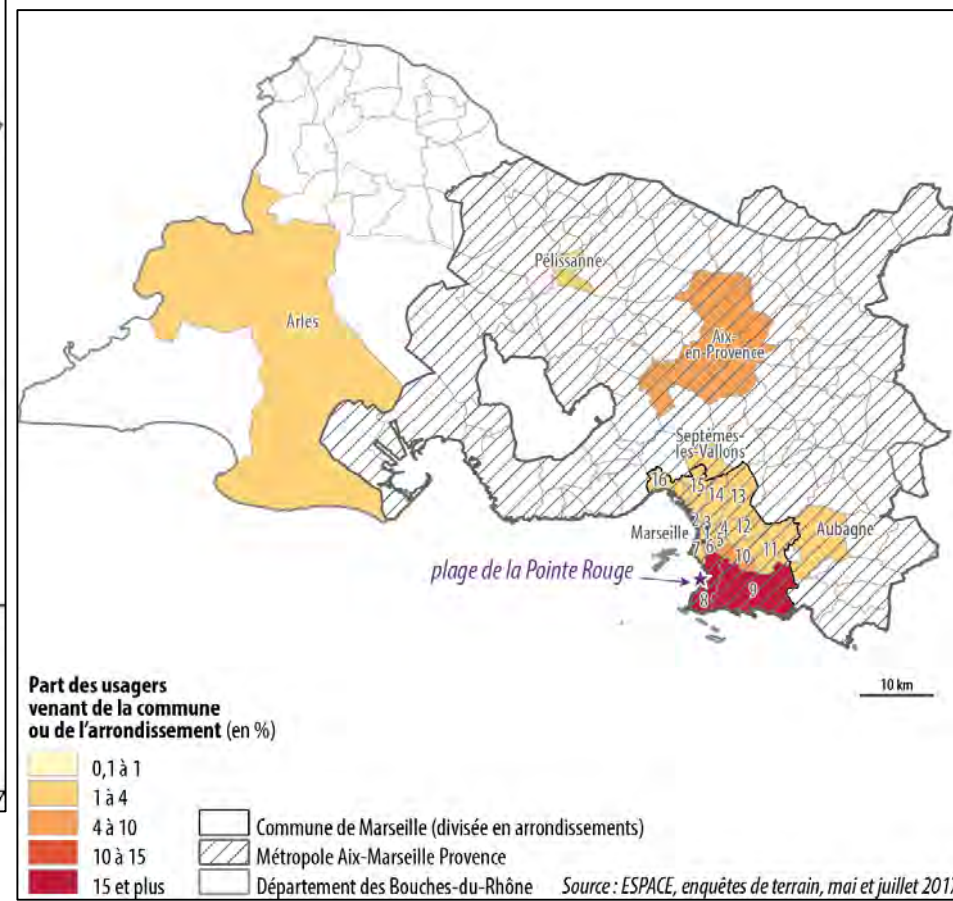 Pélissanne
Arles
Aix-
en-Provence
Septèmes-
les-Vallons
16
15
14
13
2
3
4
12
Marseille
1
5
Aubagne
7
6
11
10
plage de la Pointe Rouge
9
8
10 km
Part des usagers
venant de la commune
ou de l'arrondissement (en %)
0,1 à 1
1 à 4
4 à 10
10 à 15
15 et plus
Commune de Marseille (divisée en arrondissements)
Métropole Aix-Marseille Provence
Département des Bouches-du-Rhône
Source : ESPACE, enquêtes de terrain, mai et juillet 2017